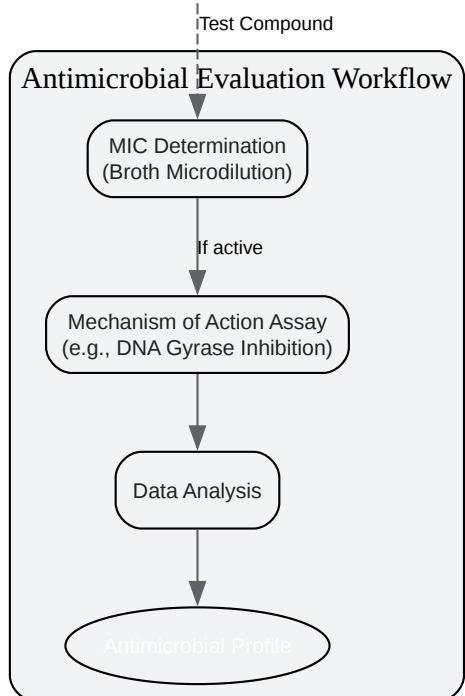 Test Compound
Antimicrobial Evaluation Workflow
MIC Determination
(Broth Microdilution)
If active
Mechanism of Action Assay
(e.g., DNA Gyrase Inhibition)
Data Analysis
Antimicrobial Profile